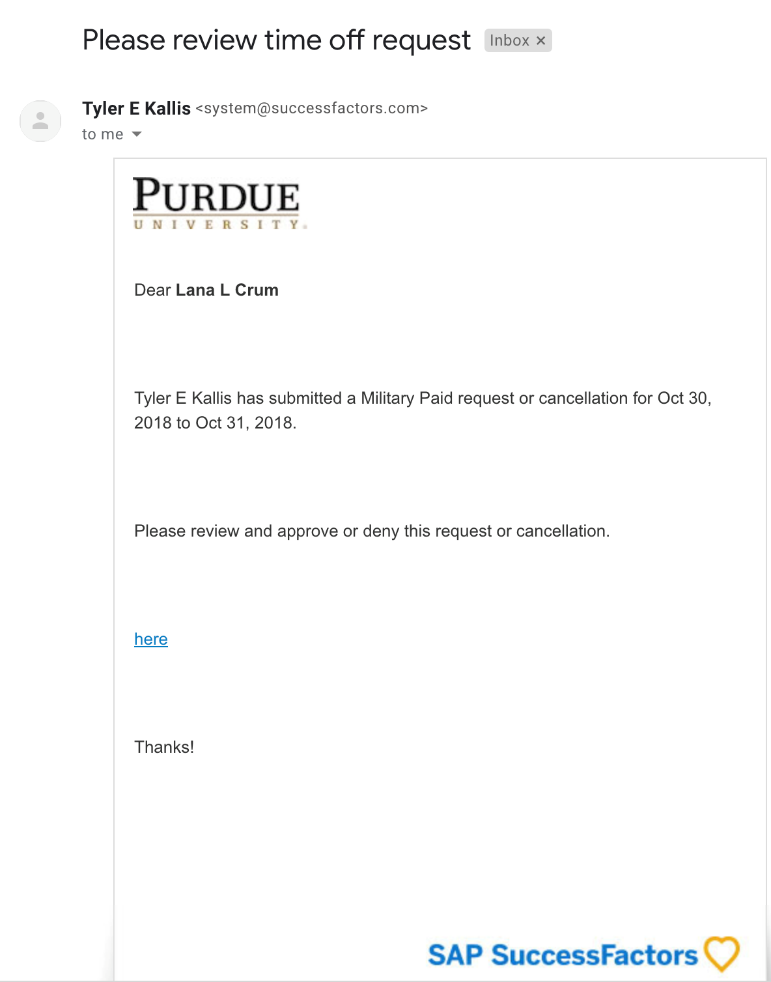 Please review time off request Inbox ×
Tyler E Kallis <system@successfactors.com>
to me
PURDUE
UNIVERSITY
Dear Lana L Crum
Tyler E Kallis has submitted a Military Paid request or cancellation for Oct 30,
2018 to Oct 31, 2018.
Please review and approve or deny this request or cancellation.
here
Thanks!
SAP SuccessFactors